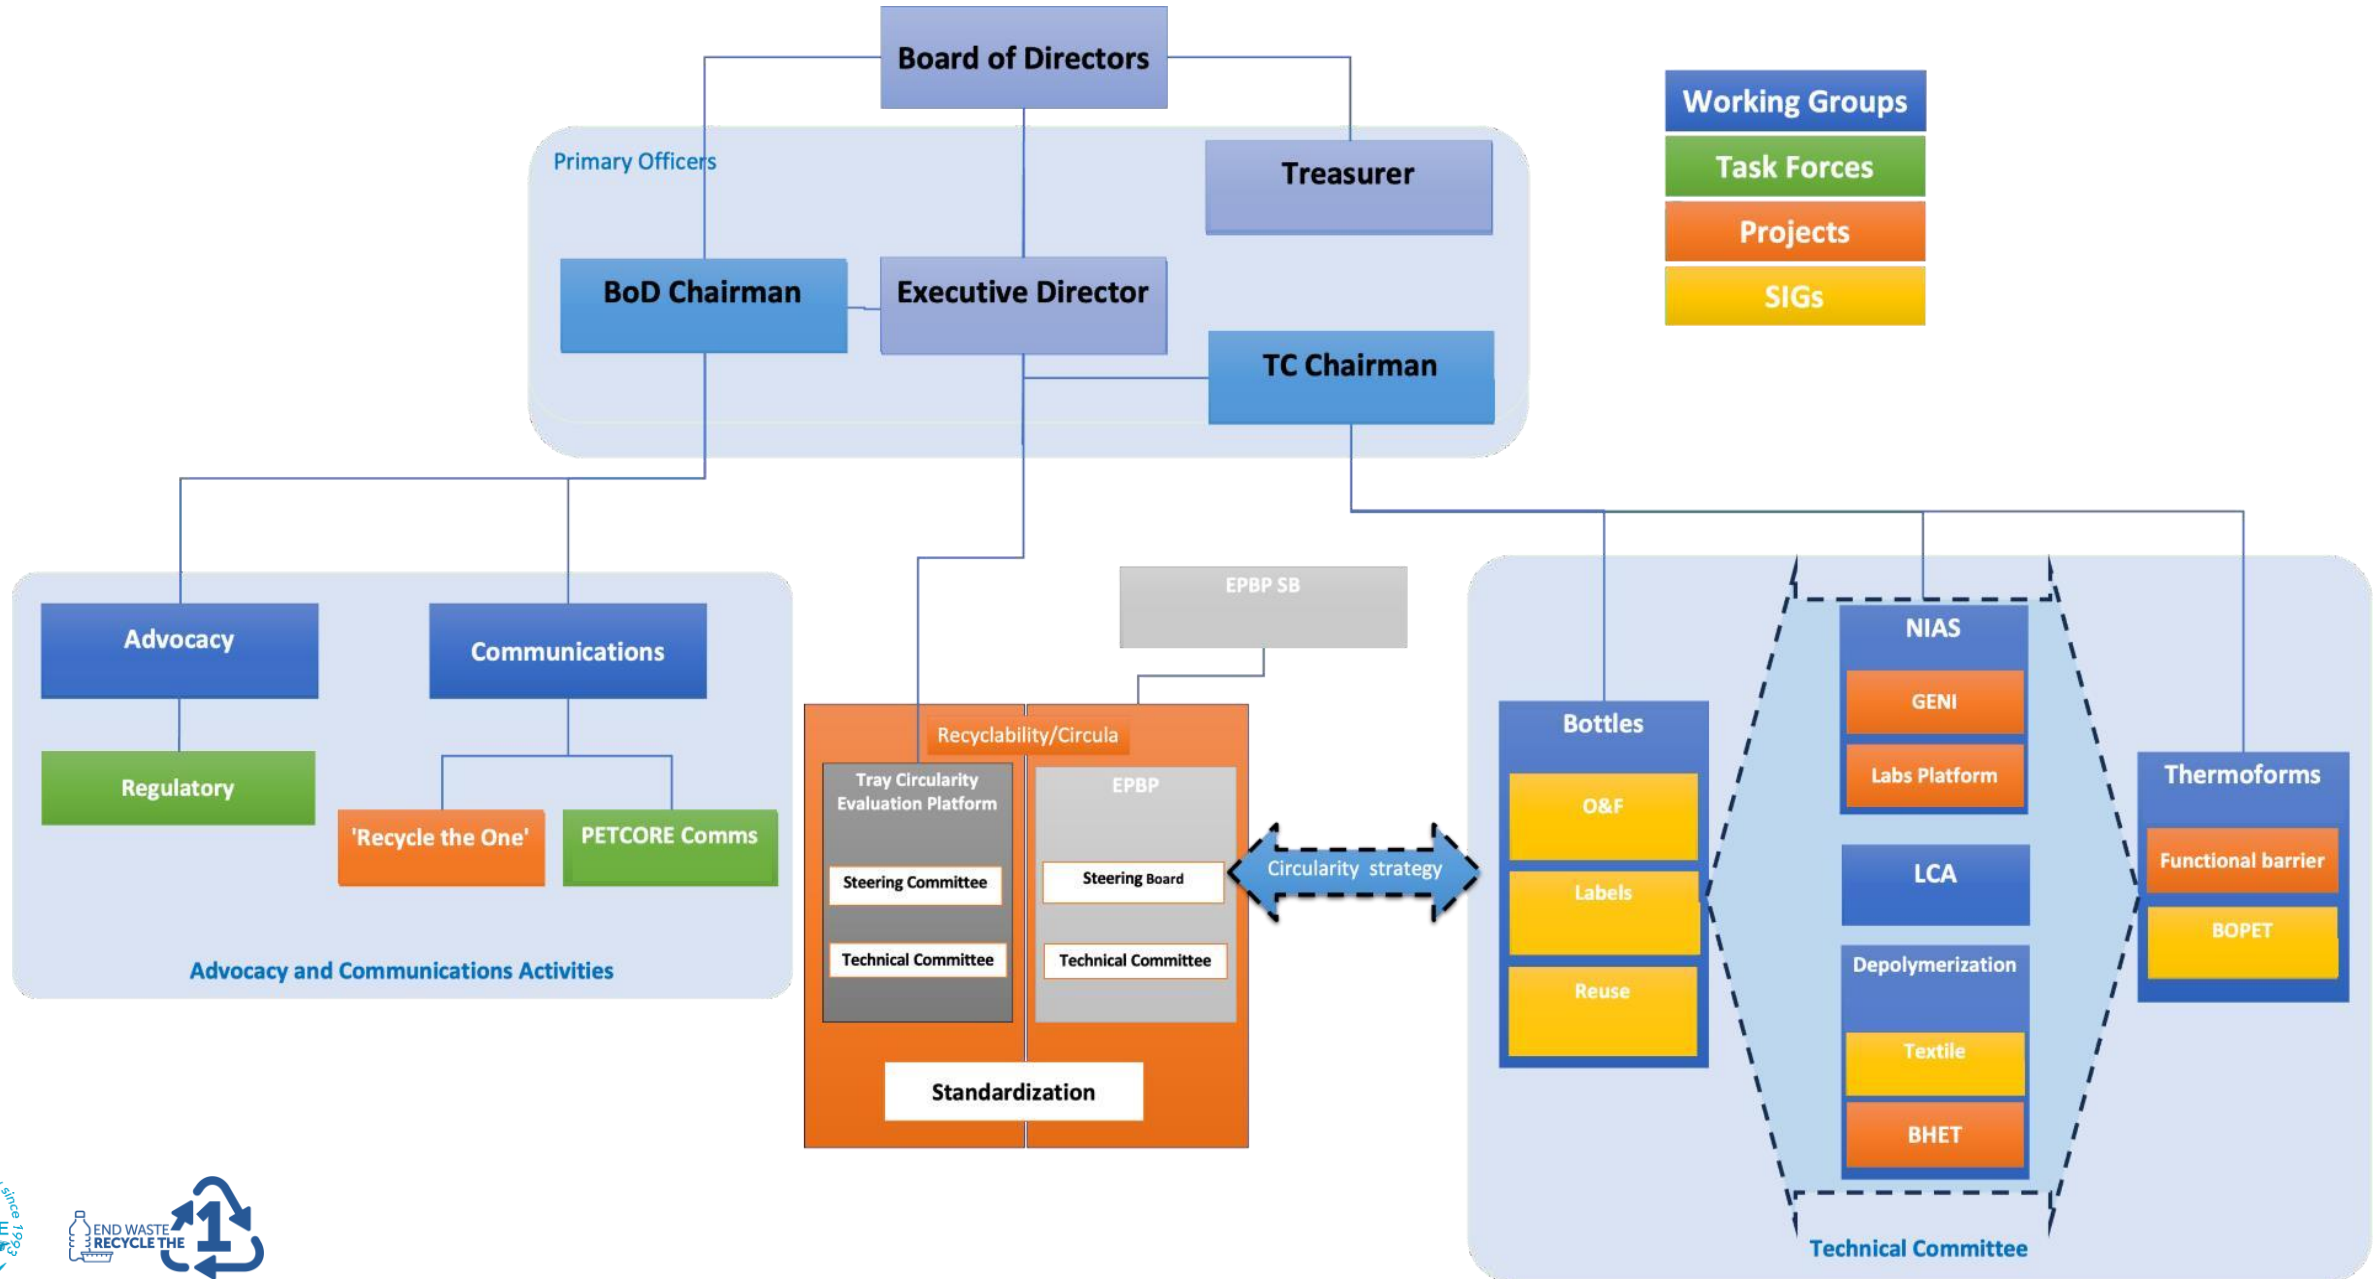 Board of Directors
Primary Officers
Treasurer
BoD Chairman
Executive Director
TC Chairman
Working Groups
Task Forces
Projects
SIGs
Advocacy
Communications
Regulatory
'Recycle the One'
PETCORE Comms
Advocacy and Communications Activities
EPBP SB
Recyclability/Circula
Tray Circularity
Evaluation Platform
Steering Committee
Technical Committee
EPBP
Steering Board
Technical Committee
Standardization
Circularity strategy
Bottles
O&F
Labels
Reuse
NIAS
GENI
Labs Platform
LCA
Depolymerization
Textile
BHET
Thermoforms
Functional barrier
BOPET
Technical Committee
since 1993
END WASTE
RECYCLE THE
1